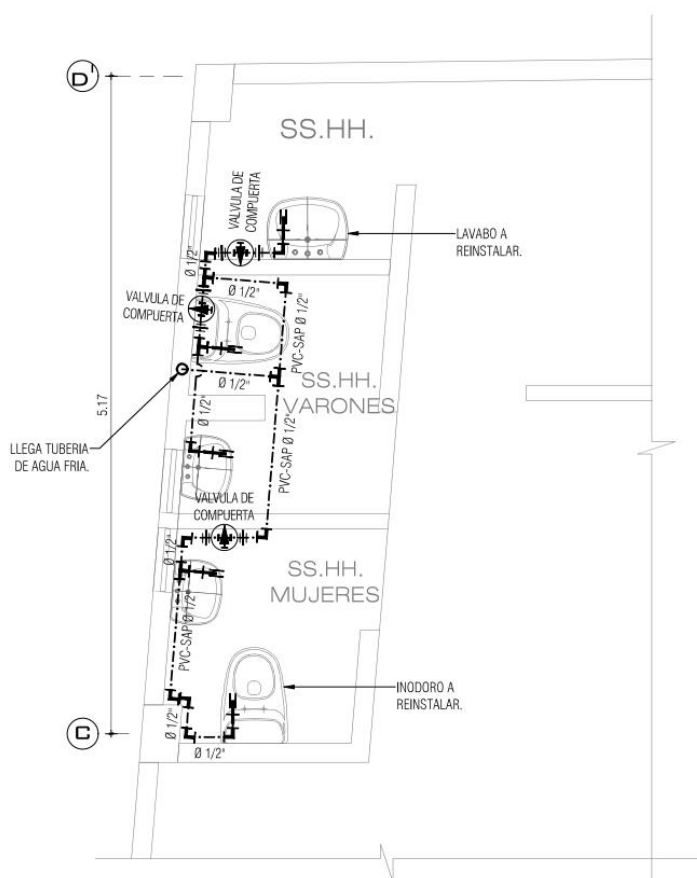 D'
SS.HH.
VALVULA DE
COMPUERTA
LAVABO A
REINSTALAR.
Ø 1/2"
Ø 1/2"
VALVULA DE
COMPUERTA
PVC-SAP Ø 1/2"
SS.HH.
VARONES
Ø 1/2"
5.17
Ø 1/2"
LLEGA TUBERIA
DE AGUA FRIA.
PVC-SAP Ø 1/2"
VALVULA DE
COMPUERTA
Ø 1/2"
SS.HH.
MUJERES
PVC-SAP Ø 1/2"
INODORO A
REINSTALAR.
C
Ø 1/2"
Ø 1/2"